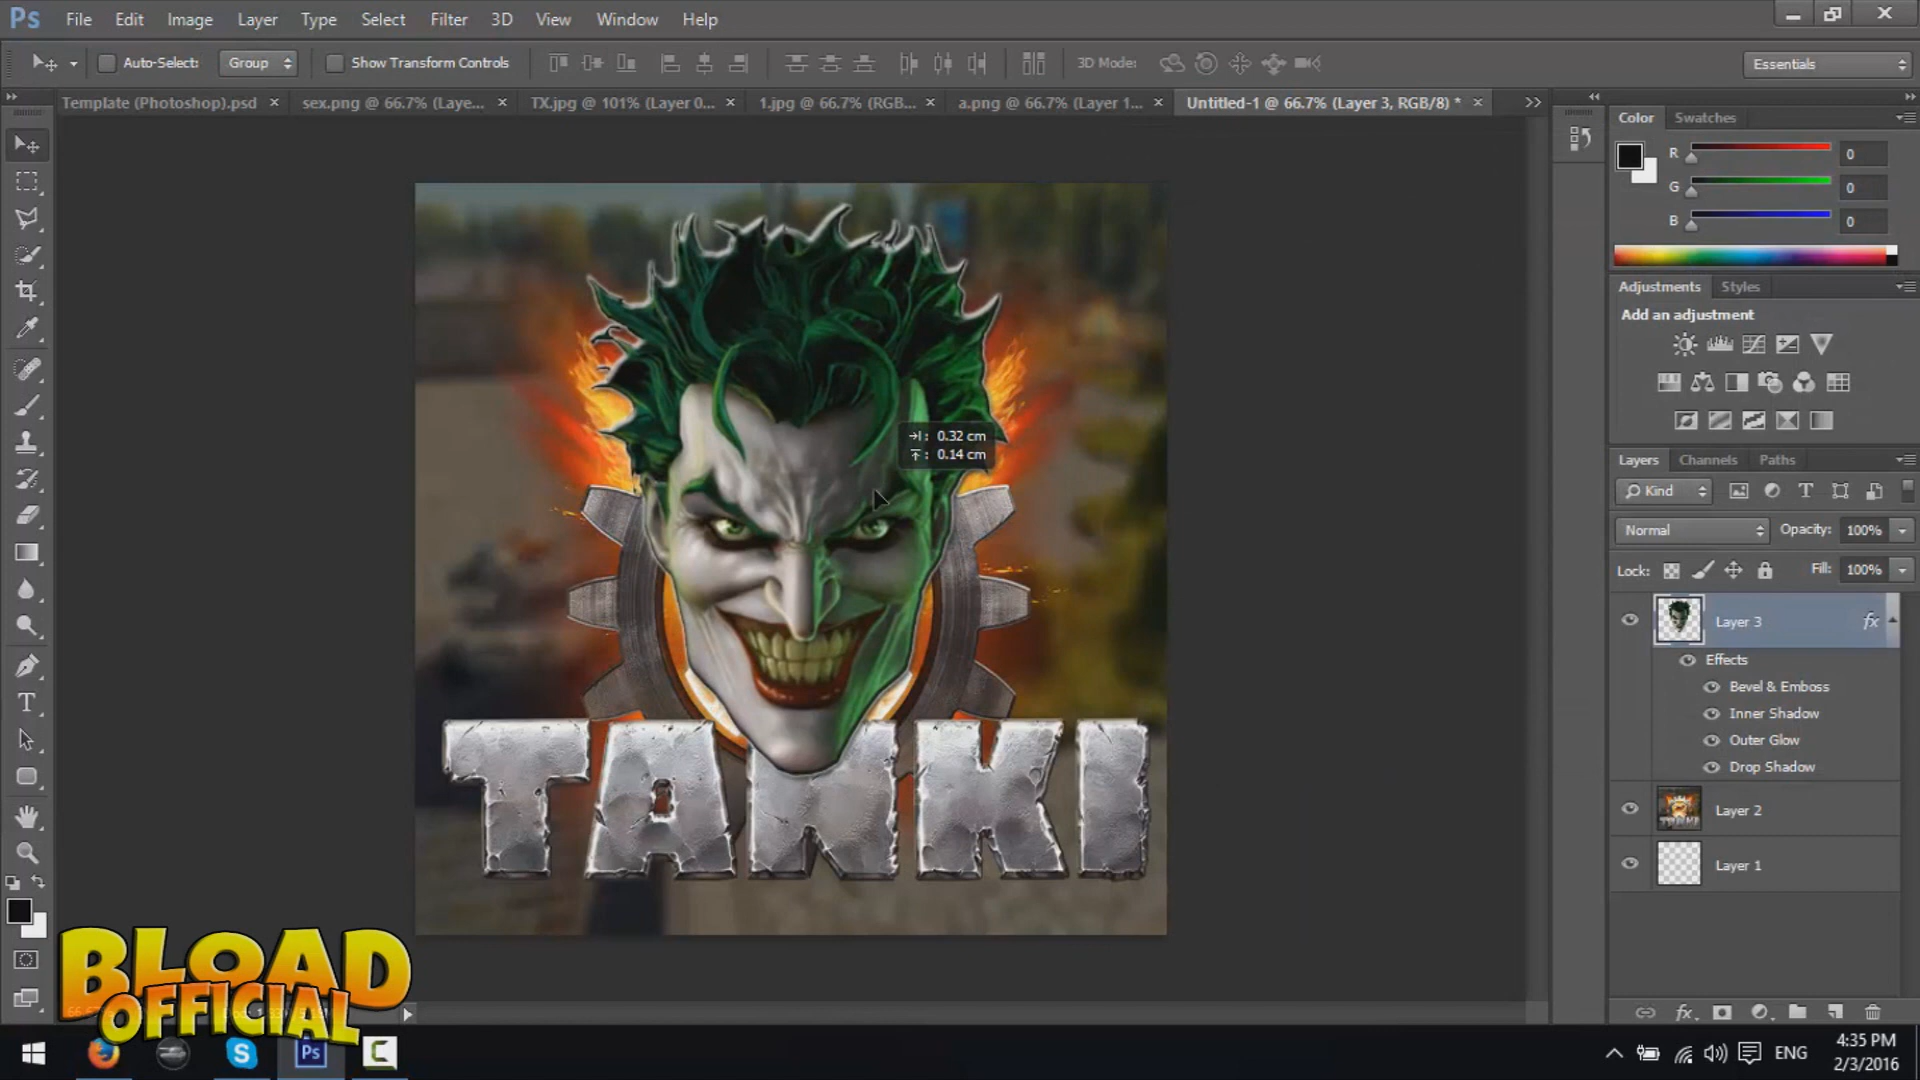 Ps File Edit Image Layer Type Select Filter 3D View Window Help
Auto-Select: Group Show Transform Controls 3D Mode: Essentials
Template (Photoshop).psd × sex.png @ 66.7% (Laye... × TX.jpg @ 101% (Layer 0... × 1.jpg @ 66.7% (RGB... × a.png @ 66.7% (Layer 1... × Untitled-1 @ 66.7% (Layer 3, RGB/8) * ×
Color Swatches
R 0
G 0
B 0
Adjustments Styles
Add an adjustment
0.32 cm
0.14 cm
Layers Channels Paths
Kind
Normal Opacity: 100%
Lock: Fill: 100%
Layer 3 fx
Effects
Bevel & Emboss
Inner Shadow
Outer Glow
Drop Shadow
Layer 2
Layer 1
TANKI
BLOAD
OFFICIAL
ENG
4:35 PM
2/3/2016